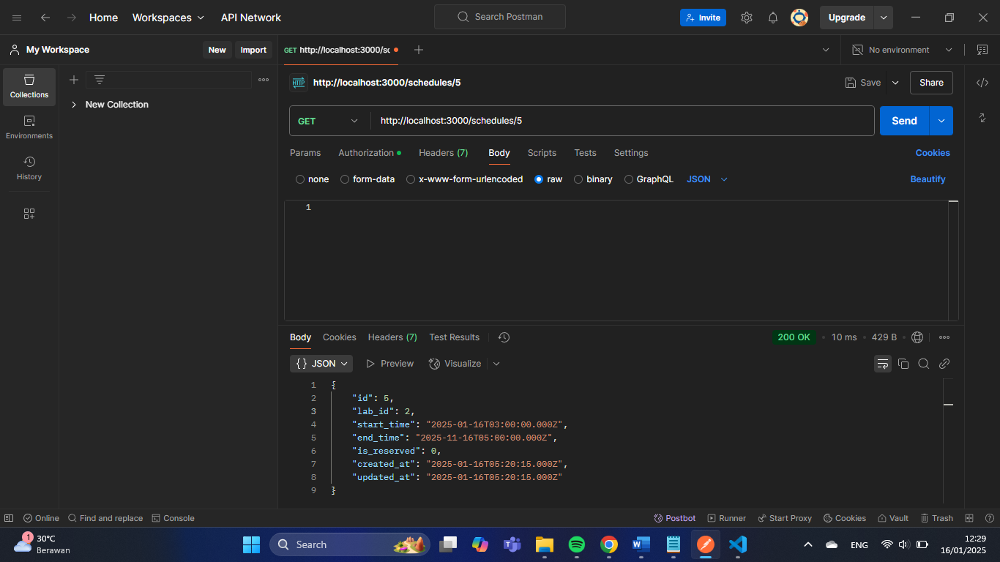 Home Workspaces API Network Search Postman Invite Upgrade
My Workspace New Import GET http://localhost:3000/sc No environment
Collections
New Collection
Environments
History
HTTP http://localhost:3000/schedules/5 Save Share
GET http://localhost:3000/schedules/5 Send
Params Authorization Headers (7) Body Scripts Tests Settings Cookies
none form-data x-www-form-urlencoded raw binary GraphQL JSON Beautify
1
Body Cookies Headers (7) Test Results 200 OK • 10 ms • 429 B
{} JSON Preview Visualize
1 {
2 "id": 5,
3 "lab_id": 2,
4 "start_time": "2025-01-16T03:00:00.000Z",
5 "end_time": "2025-11-16T05:00:00.000Z",
6 "is_reserved": 0,
7 "created_at": "2025-01-16T05:20:15.000Z",
8 "updated_at": "2025-01-16T05:20:15.000Z"
9 }
Online Find and replace Console Postbot Runner Start Proxy Cookies Vault Trash
1 30°C
Berawan
Search
ENG
12:29
16/01/2025